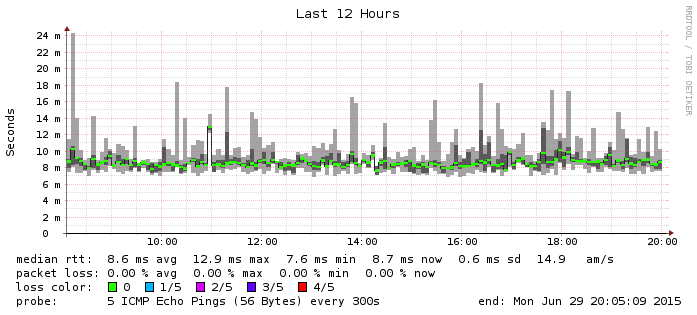 Last 12 Hours
RRDTOOL / TOBI OETIKER
Seconds
24 m
22 m
20 m
18 m
16 m
14 m
12 m
10 m
8 m
6 m
4 m
2 m
0
10:00 12:00 14:00 16:00 18:00 20:00
median rtt: 8.6 ms avg 12.9 ms max 7.6 ms min 8.7 ms now 0.6 ms sd 14.9 am/s
packet loss: 0.00 % avg 0.00 % max 0.00 % min 0.00 % now
loss color: 0 1/5 2/5 3/5 4/5
probe: 5 ICMP Echo Pings (56 Bytes) every 300s end: Mon Jun 29 20:05:09 2015